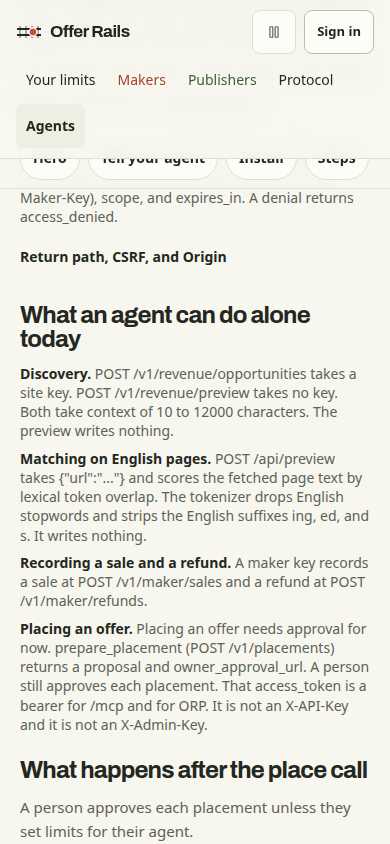 Offer Rails
Sign in
Your limits
Makers
Publishers
Protocol
Agents
Hero
Tell your agent
Install
Steps
Maker-Key), scope, and expires_in. A denial returns
access_denied.
Return path, CSRF, and Origin
What an agent can do alone
today
Discovery. POST /v1/revenue/opportunities takes a
site key. POST /v1/revenue/preview takes no key.
Both take context of 10 to 12000 characters. The
preview writes nothing.
Matching on English pages. POST /api/preview
takes {"url":"..."} and scores the fetched page text by
lexical token overlap. The tokenizer drops English
stopwords and strips the English suffixes ing, ed, and
s. It writes nothing.
Recording a sale and a refund. A maker key records
a sale at POST /v1/maker/sales and a refund at POST
/v1/maker/refunds.
Placing an offer. Placing an offer needs approval for
now. prepare_placement (POST /v1/placements)
returns a proposal and owner_approval_url. A person
still approves each placement. That access_token is a
bearer for /mcp and for ORP. It is not an X-API-Key
and it is not an X-Admin-Key.
What happens after the place call
A person approves each placement unless they
set limits for their agent.